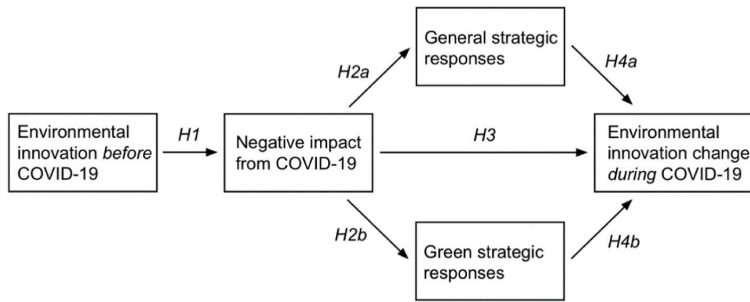 General strategic
responses
H2a
H4a
Environmental
innovation before
COVID-19
H1
Negative impact
from COVID-19
H3
Environmental
innovation change
during COVID-19
H2b
H4b
Green strategic
responses